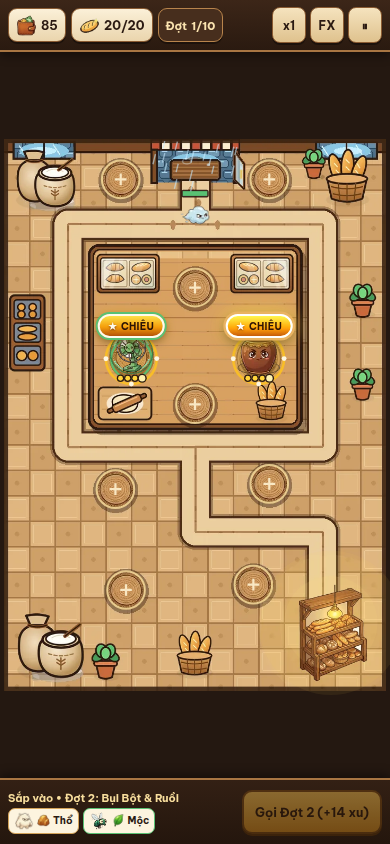 85
20/20
Đợt 1/10
x1
FX
★ CHIÊU
★ CHIÊU
Sắp vào • Đợt 2: Bụi Bột & Ruồi
Thổ
Mộc
Gọi Đợt 2 (+14 xu)